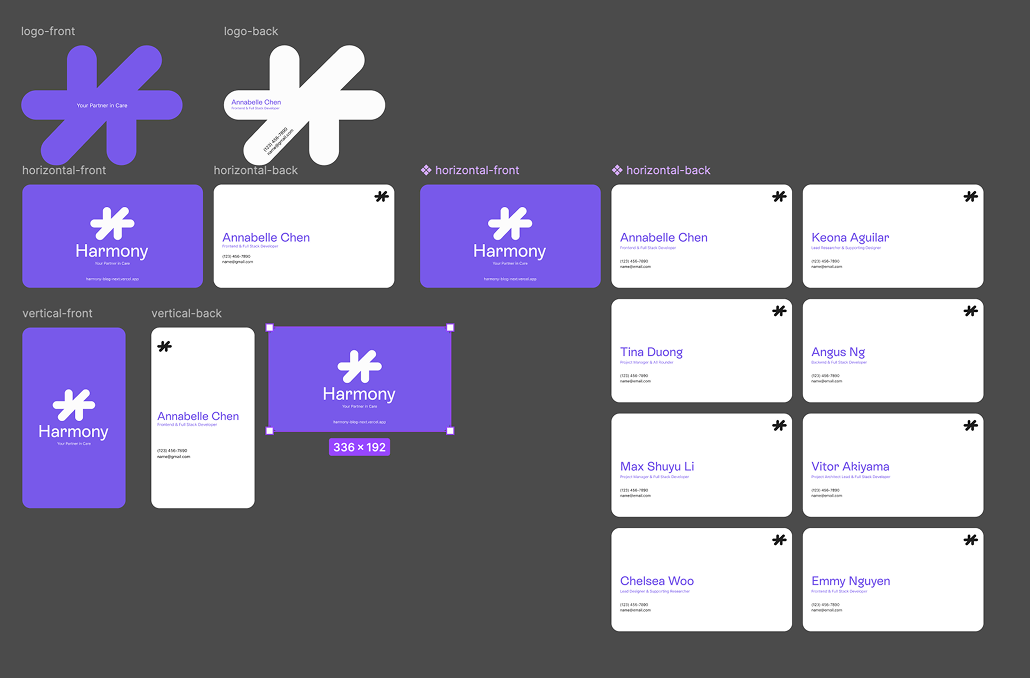 logo-front
logo-back
Your Partner in Care
Annabelle Chen
Frontend & Full Stack Developer
(123) 456-7890
name@gmail.com
horizontal-front
horizontal-back
horizontal-front
horizontal-back
Harmony
Your Partner in Care
harmony-blog-next.vercel.app
Annabelle Chen
Frontend & Full Stack Developer
(123) 456-7890
name@gmail.com
Harmony
Your Partner in Care
harmony-blog-next.vercel.app
Annabelle Chen
Frontend & Full Stack Developer
(123) 456-7890
name@email.com
Keona Aguilar
Lead Researcher & Supporting Designer
(123) 456-7890
name@email.com
Tina Duong
Project Manager & A11 Founder
(123) 456-7890
name@email.com
Angus Ng
Backend & Full Stack Developer
(123) 456-7890
name@email.com
Max Shuyu Li
Project Manager & Full Stack Developer
(123) 456-7890
name@email.com
Vitor Akiyama
Project Architect Lead & Full Stack Developer
(123) 456-7890
name@email.com
Chelsea Woo
Lead Designer & Supporting Researcher
(123) 456-7890
name@email.com
Emmy Nguyen
Frontend & Full Stack Developer
(123) 456-7890
name@email.com
vertical-front
vertical-back
Harmony
Your Partner in Care
Annabelle Chen
Frontend & Full Stack Developer
(123) 456-7890
name@gmail.com
Harmony
Your Partner in Care
harmony-blog-next.vercel.app
336 × 192